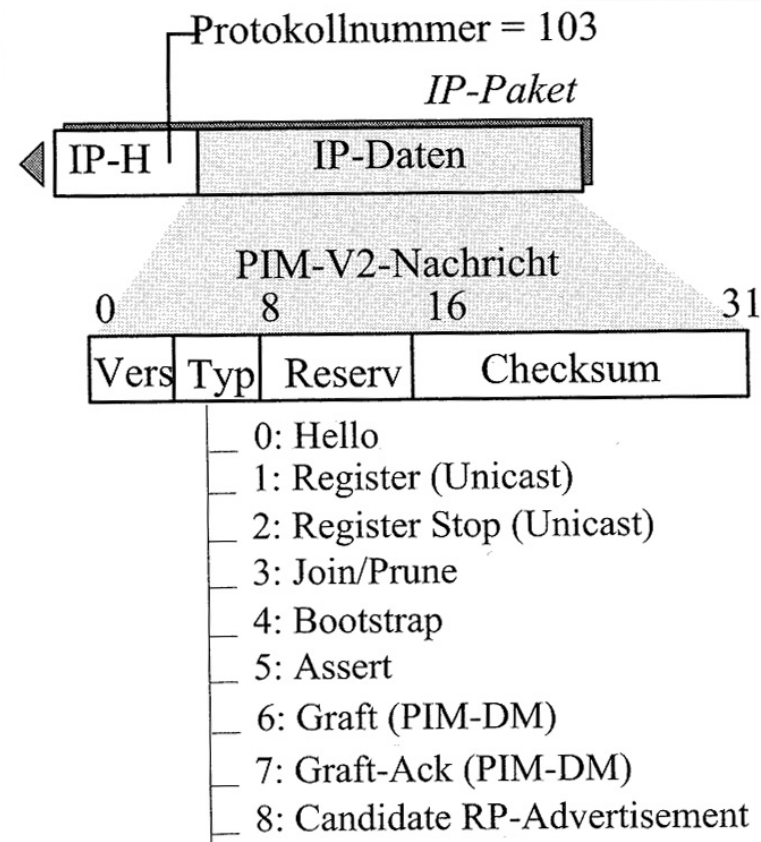 Protokollnummer = 103
IP-Paket
IP-H IP-Daten
PIM-V2-Nachricht
0 8 16 31
Vers Typ Reserv Checksum
0: Hello
1: Register (Unicast)
2: Register Stop (Unicast)
3: Join/Prune
4: Bootstrap
5: Assert
6: Graft (PIM-DM)
7: Graft-Ack (PIM-DM)
8: Candidate RP-Advertisement